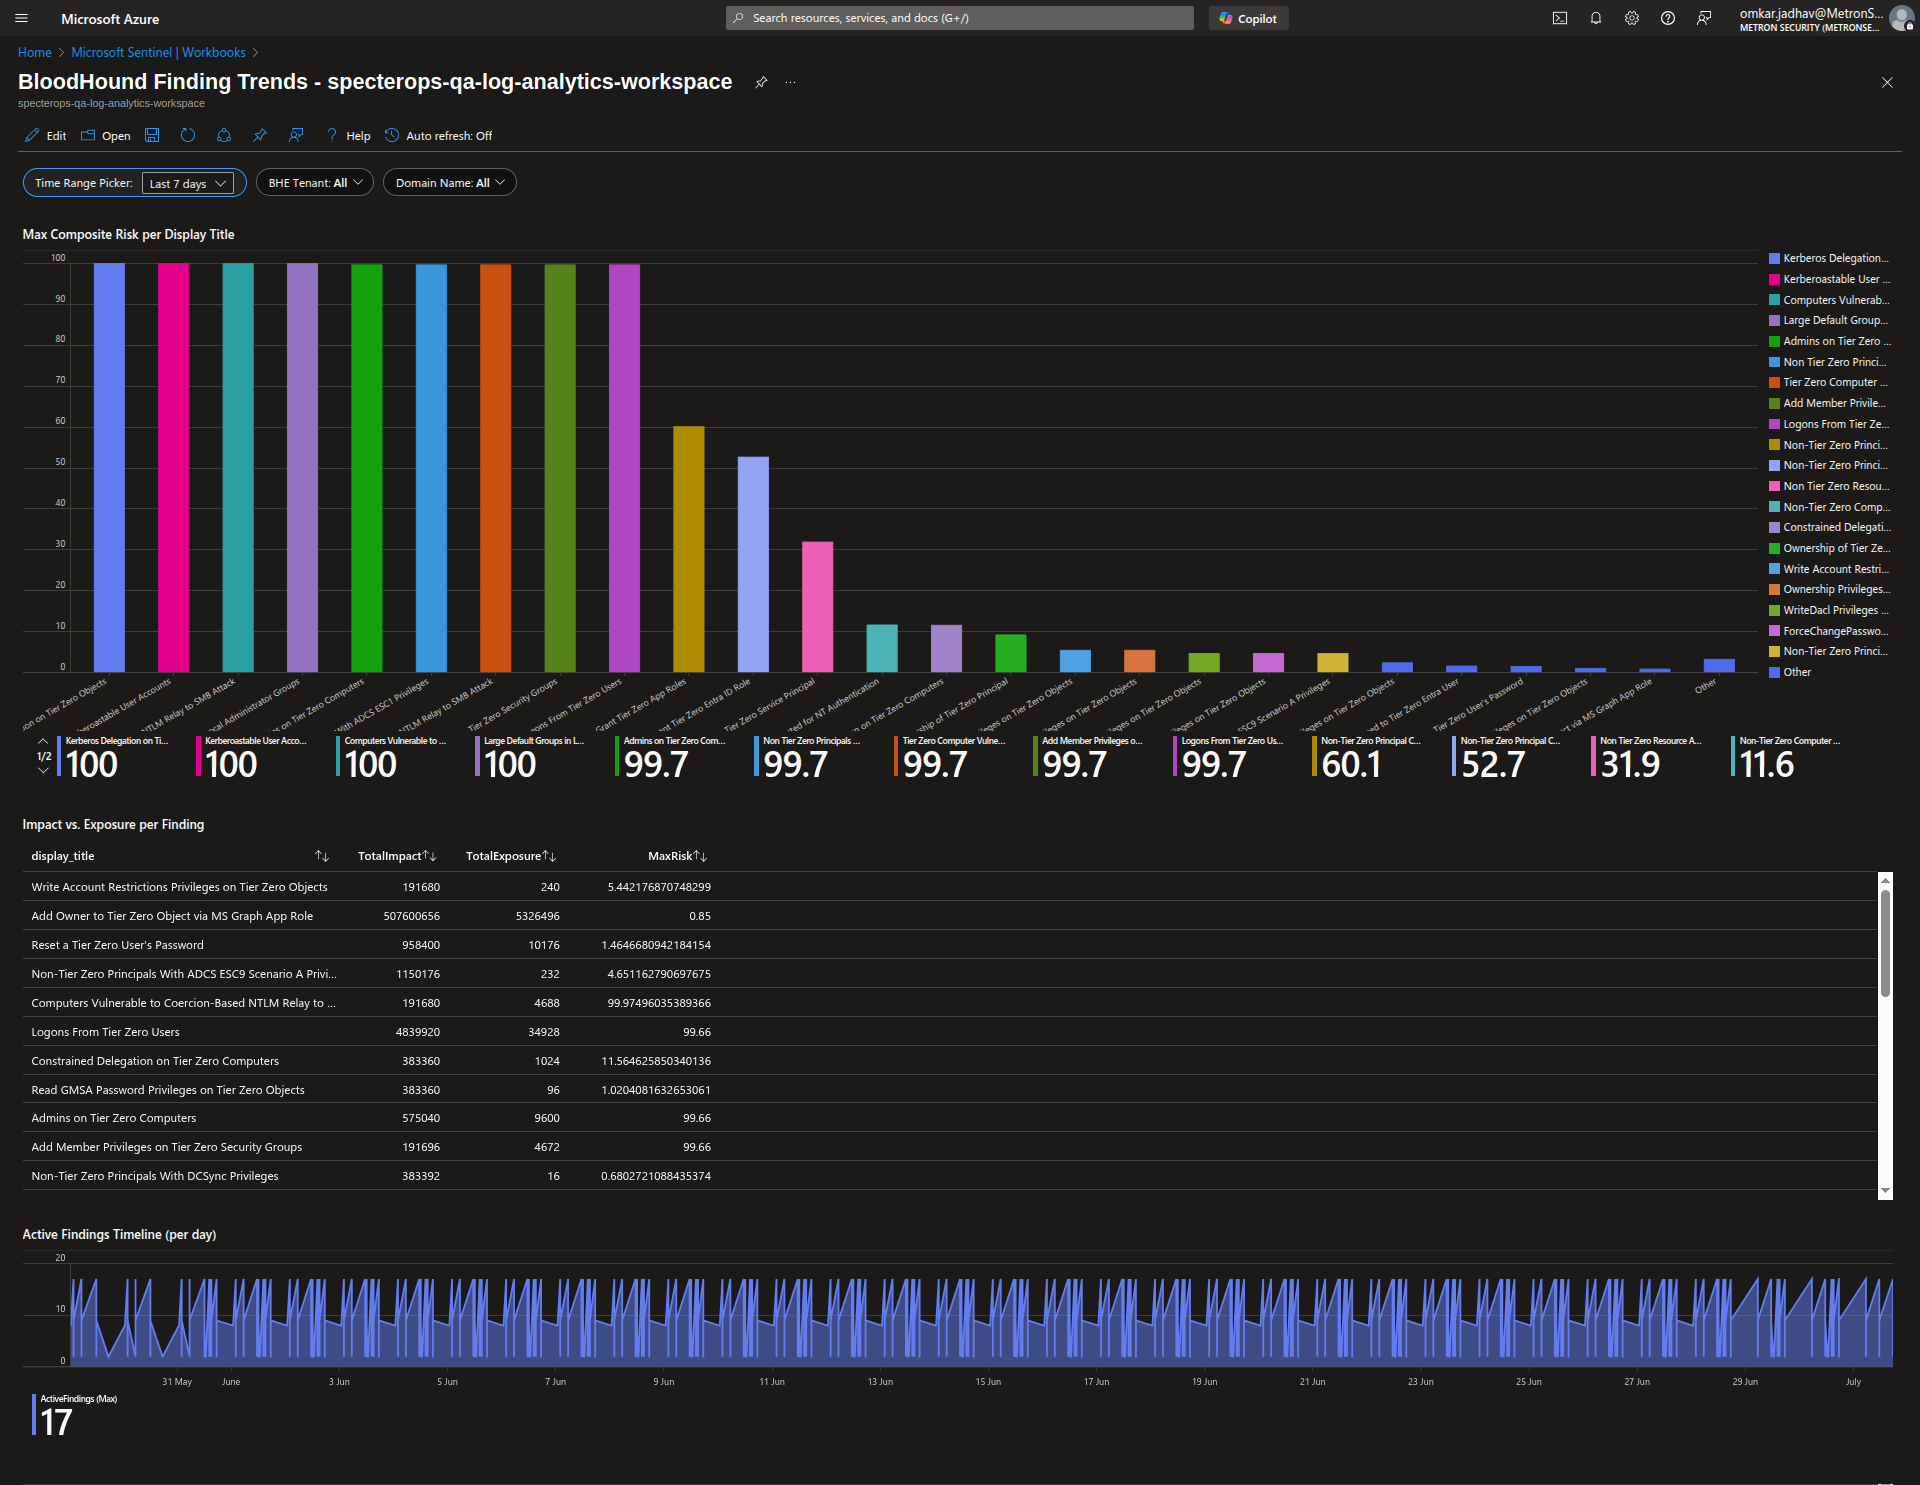 Microsoft Azure
Search resources, services, and docs (G+/)
Copilot
omkar.jadhav@MetronS...
METRON SECURITY (METRONSE...
Home > Microsoft Sentinel | Workbooks >
BloodHound Finding Trends - specterops-qa-log-analytics-workspace
specterops-qa-log-analytics-workspace
Edit Open Help Auto refresh: Off
Time Range Picker: Last 7 days BHE Tenant: All Domain Name: All
Max Composite Risk per Display Title
100
90
80
70
60
50
40
30
20
10
0
Kerberos Delegation...
Kerberoastable User ...
Computers Vulnerab...
Large Default Group...
Admins on Tier Zero ...
Non Tier Zero Princi...
Tier Zero Computer ...
Add Member Privile...
Logons From Tier Ze...
Non-Tier Zero Princi...
Non-Tier Zero Princi...
Non Tier Zero Resou...
Non-Tier Zero Comp...
Constrained Delegati...
Ownership of Tier Ze...
Write Account Restri...
Ownership Privileges...
WriteDacl Privileges ...
ForceChangePasswo...
Non-Tier Zero Princi...
Other
on on Tier Zero Objects
eroastable User Accounts
NTLM Relay to SMB Attack
cal Administrator Groups
s on Tier Zero Computers
With ADCS ESC1 Privileges
NTLM Relay to SMB Attack
Tier Zero Security Groups
ons From Tier Zero Users
Grant Tier Zero App Roles
ant Tier Zero Entra ID Role
Tier Zero Service Principal
ted for NT Authentication
n on Tier Zero Computers
ship of Tier Zero Principal
ileges on Tier Zero Objects
vileges on Tier Zero Objects
ileges on Tier Zero Objects
leges on Tier Zero Objects
ESC9 Scenario A Privileges
leges on Tier Zero Objects
ed to Tier Zero Entra User
Tier Zero User's Password
vileges on Tier Zero Objects
ct via MS Graph App Role
Other
1/2
Kerberos Delegation on Ti...
100
Kerberoastable User Acco...
100
Computers Vulnerable to ...
100
Large Default Groups in L...
100
Admins on Tier Zero Com...
99.7
Non Tier Zero Principals ...
99.7
Tier Zero Computer Vulne...
99.7
Add Member Privileges o...
99.7
Logons From Tier Zero Us...
99.7
Non-Tier Zero Principal C...
60.1
Non-Tier Zero Principal C...
52.7
Non Tier Zero Resource A...
31.9
Non-Tier Zero Computer ...
11.6
Impact vs. Exposure per Finding
display_title TotalImpact TotalExposure MaxRisk
Write Account Restrictions Privileges on Tier Zero Objects 191680 240 5.442176870748299
Add Owner to Tier Zero Object via MS Graph App Role 507600656 5326496 0.85
Reset a Tier Zero User's Password 958400 10176 1.4646680942184154
Non-Tier Zero Principals With ADCS ESC9 Scenario A Privi... 1150176 232 4.651162790697675
Computers Vulnerable to Coercion-Based NTLM Relay to ... 191680 4688 99.97496035389366
Logons From Tier Zero Users 4839920 34928 99.66
Constrained Delegation on Tier Zero Computers 383360 1024 11.564625850340136
Read GMSA Password Privileges on Tier Zero Objects 383360 96 1.0204081632653061
Admins on Tier Zero Computers 575040 9600 99.66
Add Member Privileges on Tier Zero Security Groups 191696 4672 99.66
Non-Tier Zero Principals With DCSync Privileges 383392 16 0.6802721088435374
Active Findings Timeline (per day)
20
10
0
31 May June 3 Jun 5 Jun 7 Jun 9 Jun 11 Jun 13 Jun 15 Jun 17 Jun 19 Jun 21 Jun 23 Jun 25 Jun 27 Jun 29 Jun July
ActiveFindings (Max)
17